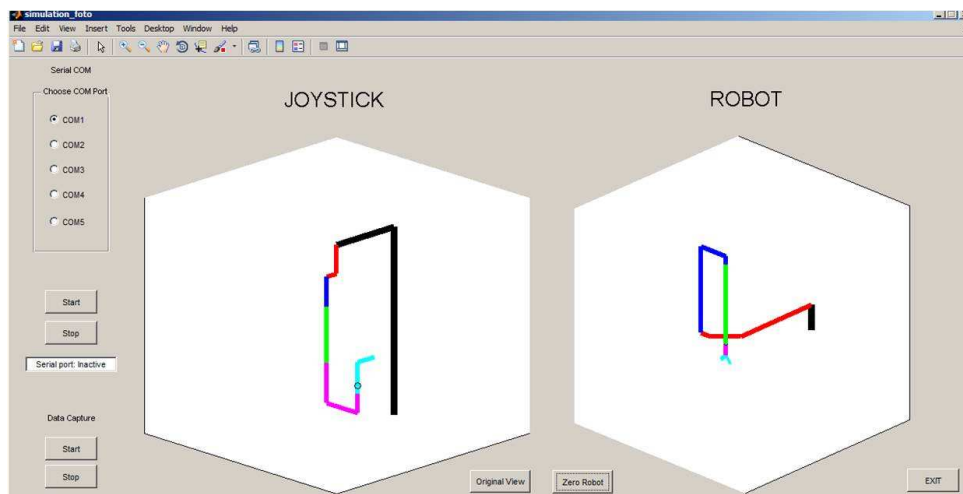 simulation_foto
File Edit View Insert Tools Desktop Window Help
Serial COM
Choose COM Port
COM1
COM2
COM3
COM4
COM5
Start
Stop
Serial port: Inactive
Data Capture
Start
Stop
JOYSTICK
ROBOT
Original View
Zero Robot
EXIT